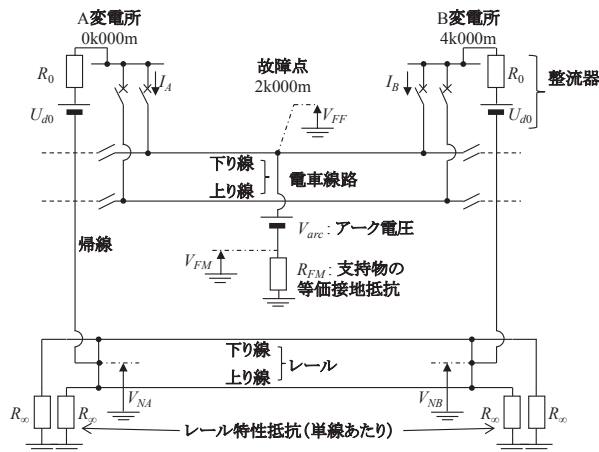 A変電所
0k000m
B変電所
4k000m
R0
IA
故障点
2k000m
IB
R0
整流器
Ud0
VFF
Ud0
下り線
上り線
電車線路
Varc: アーク電圧
帰線
VFM
RFM: 支持物の
等価接地抵抗
下り線
上り線
レール
VNA
VNB
R∞
R∞
レール特性抵抗(単線あたり)
R∞
R∞